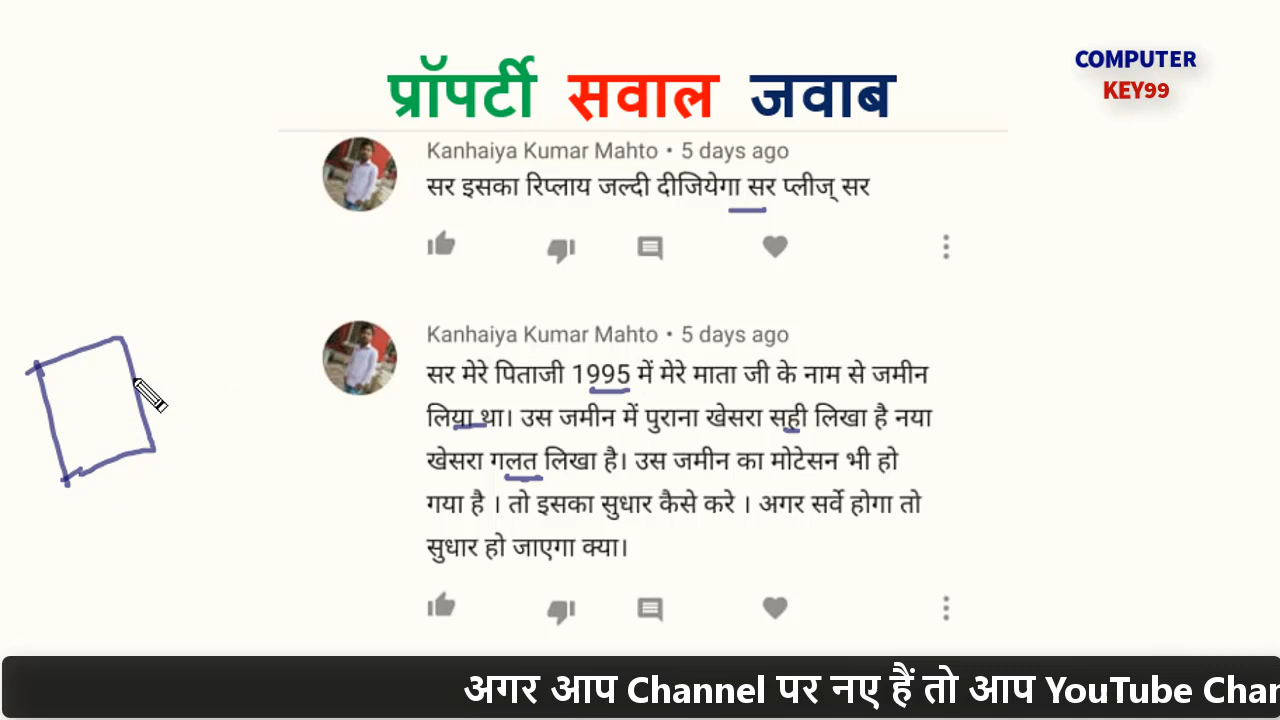 प्रॉपर्टी सवाल जवाब
COMPUTER
KEY99
Kanhaiya Kumar Mahto • 5 days ago
सर इसका रिप्लाय जल्दी दीजियेगा सर प्लीज् सर
Kanhaiya Kumar Mahto • 5 days ago
सर मेरे पिताजी 1995 में मेरे माता जी के नाम से जमीन
लिया था। उस जमीन में पुराना खेसरा सही लिखा है नया
खेसरा गलत लिखा है। उस जमीन का मोटेसन भी हो
गया है । तो इसका सुधार कैसे करे । अगर सर्वे होगा तो
सुधार हो जाएगा क्या।
अगर आप Channel पर नए हैं तो आप YouTube Chan